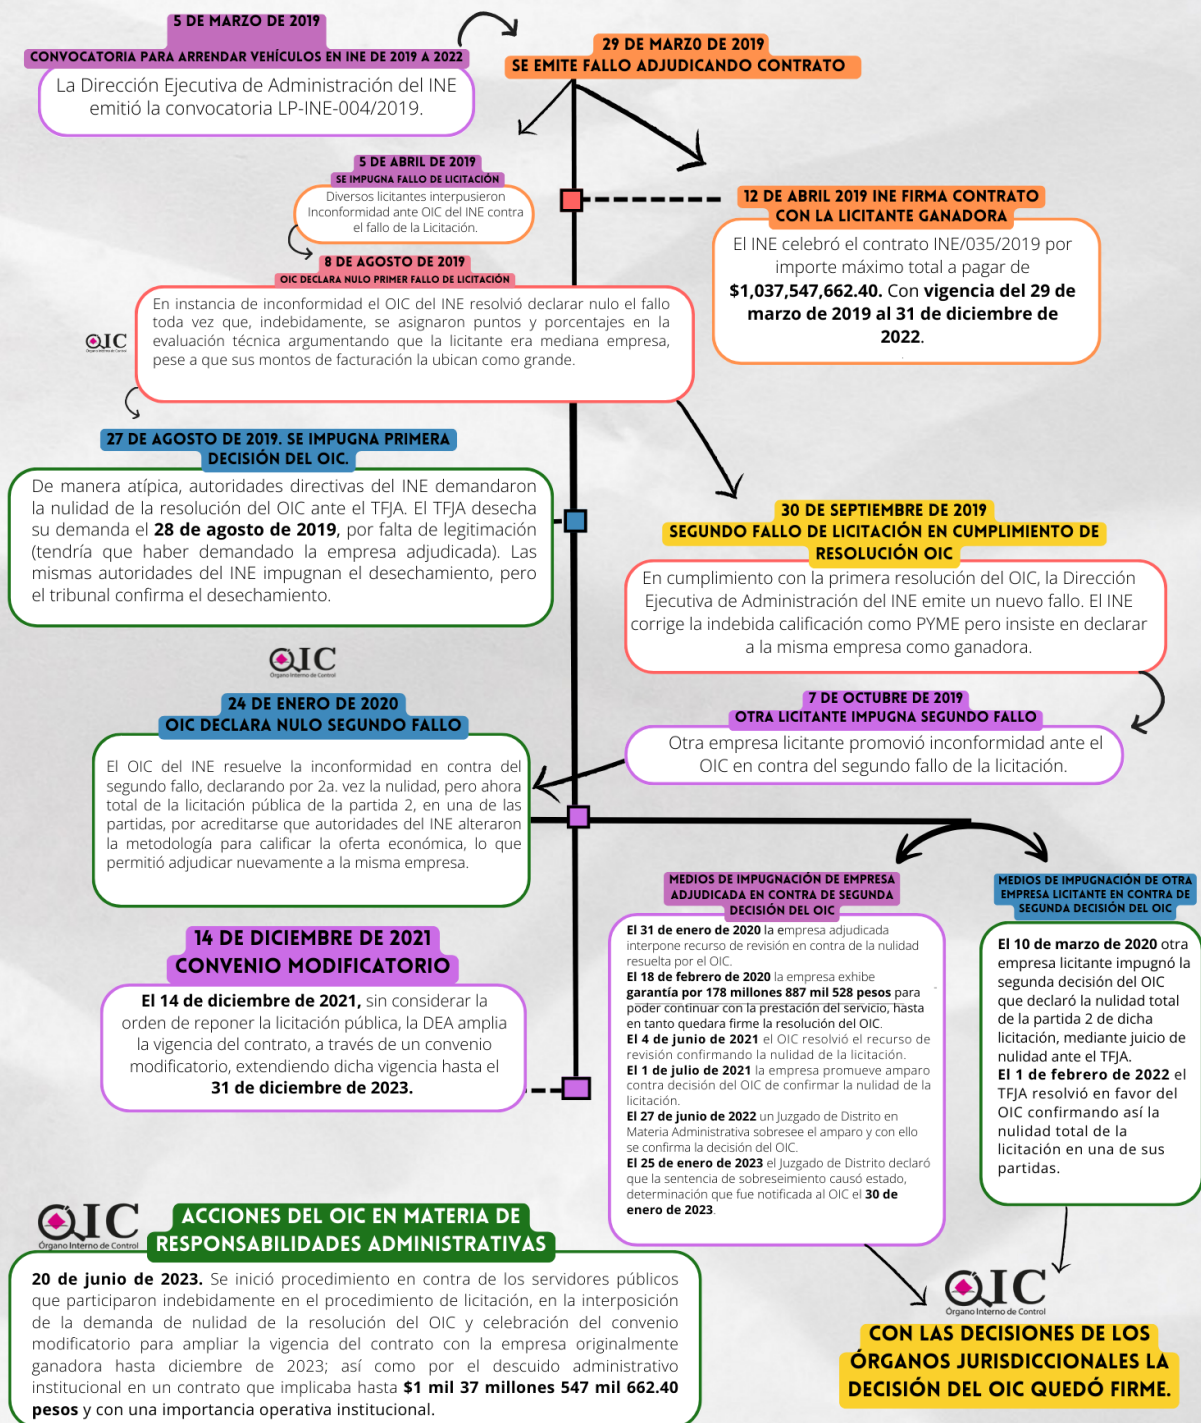 5 DE MARZO DE 2019
CONVOCATORIA PARA ARRENDAR VEHÍCULOS EN INE DE 2019 A 2022
La Dirección Ejecutiva de Administración del INE
emitió la convocatoria LP-INE-004/2019.
29 DE MARZO DE 2019
SE EMITE FALLO ADJUDICANDO CONTRATO
5 DE ABRIL DE 2019
SE IMPUGNA FALLO DE LICITACIÓN
Diversos licitantes interpusieron
Inconformidad ante OIC del INE contra
el fallo de la Licitación.
12 DE ABRIL 2019 INE FIRMA CONTRATO
CON LA LICITANTE GANADORA
El INE celebró el contrato INE/035/2019 por
importe máximo total a pagar de
$1,037,547,662.40. Con vigencia del 29 de
marzo de 2019 al 31 de diciembre de
2022.
8 DE AGOSTO DE 2019
OIC DECLARA NULO PRIMER FALLO DE LICITACIÓN
OIC
Órgano Interno de Control
En instancia de inconformidad el OIC del INE resolvió declarar nulo el fallo
toda vez que, indebidamente, se asignaron puntos y porcentajes en la
evaluación técnica argumentando que la licitante era mediana empresa,
pese a que sus montos de facturación la ubican como grande.
27 DE AGOSTO DE 2019. SE IMPUGNA PRIMERA
DECISIÓN DEL OIC.
De manera atípica, autoridades directivas del INE demandaron
la nulidad de la resolución del OIC ante el TFJA. El TFJA desecha
su demanda el 28 de agosto de 2019, por falta de legitimación
(tendría que haber demandado la empresa adjudicada). Las
mismas autoridades del INE impugnan el desechamiento, pero
el tribunal confirma el desechamiento.
30 DE SEPTIEMBRE DE 2019
SEGUNDO FALLO DE LICITACIÓN EN CUMPLIMIENTO DE
RESOLUCIÓN OIC
En cumplimiento con la primera resolución del OIC, la Dirección
Ejecutiva de Administración del INE emite un nuevo fallo. El INE
corrige la indebida calificación como PYME pero insiste en declarar
a la misma empresa como ganadora.
7 DE OCTUBRE DE 2019
OTRA LICITANTE IMPUGNA SEGUNDO FALLO
Otra empresa licitante promovió inconformidad ante el
OIC en contra del segundo fallo de la licitación.
OIC
Órgano Interno de Control
24 DE ENERO DE 2020
OIC DECLARA NULO SEGUNDO FALLO
El OIC del INE resuelve la inconformidad en contra del
segundo fallo, declarando por 2a. vez la nulidad, pero ahora
total de la licitación pública de la partida 2, en una de las
partidas, por acreditarse que autoridades del INE alteraron
la metodología para calificar la oferta económica, lo que
permitió adjudicar nuevamente a la misma empresa.
MEDIOS DE IMPUGNACIÓN DE EMPRESA
ADJUDICADA EN CONTRA DE SEGUNDA
DECISIÓN DEL OIC
El 31 de enero de 2020 la empresa adjudicada
interpone recurso de revisión en contra de la nulidad
resuelta por el OIC.
El 18 de febrero de 2020 la empresa exhibe
garantía por 178 millones 887 mil 528 pesos para
poder continuar con la prestación del servicio, hasta
en tanto quedara firme la resolución del OIC.
El 4 de junio de 2021 el OIC resolvió el recurso de
revisión confirmando la nulidad de la licitación.
El 1 de julio de 2021 la empresa promueve amparo
contra decisión del OIC de confirmar la nulidad de la
licitación.
El 27 de junio de 2022 un Juzgado de Distrito en
Materia Administrativa sobresee el amparo y con ello
se confirma la decisión del OIC.
El 25 de enero de 2023 el Juzgado de Distrito declaró
que la sentencia de sobreseimiento causó estado,
determinación que fue notificada al OIC el 30 de
enero de 2023.
MEDIOS DE IMPUGNACIÓN DE OTRA
EMPRESA LICITANTE EN CONTRA DE
SEGUNDA DECISIÓN DEL OIC
El 10 de marzo de 2020 otra
empresa licitante impugnó la
segunda decisión del OIC
que declaró la nulidad total
de la partida 2 de dicha
licitación, mediante juicio de
nulidad ante el TFJA.
El 1 de febrero de 2022 el
TFJA resolvió en favor del
OIC confirmando así la
nulidad total de la
licitación en una de sus
partidas.
14 DE DICIEMBRE DE 2021
CONVENIO MODIFICATORIO
El 14 de diciembre de 2021, sin considerar la
orden de reponer la licitación pública, la DEA amplia
la vigencia del contrato, a través de un convenio
modificatorio, extendiendo dicha vigencia hasta el
31 de diciembre de 2023.
OIC
Órgano Interno de Control
ACCIONES DEL OIC EN MATERIA DE
RESPONSABILIDADES ADMINISTRATIVAS
20 de junio de 2023. Se inició procedimiento en contra de los servidores públicos
que participaron indebidamente en el procedimiento de licitación, en la interposición
de la demanda de nulidad de la resolución del OIC y celebración del convenio
modificatorio para ampliar la vigencia del contrato con la empresa originalmente
ganadora hasta diciembre de 2023; así como por el descuido administrativo
institucional en un contrato que implicaba hasta $1 mil 37 millones 547 mil 662.40
pesos y con una importancia operativa institucional.
OIC
Órgano Interno de Control
CON LAS DECISIONES DE LOS
ÓRGANOS JURISDICCIONALES LA
DECISIÓN DEL OIC QUEDÓ FIRME.